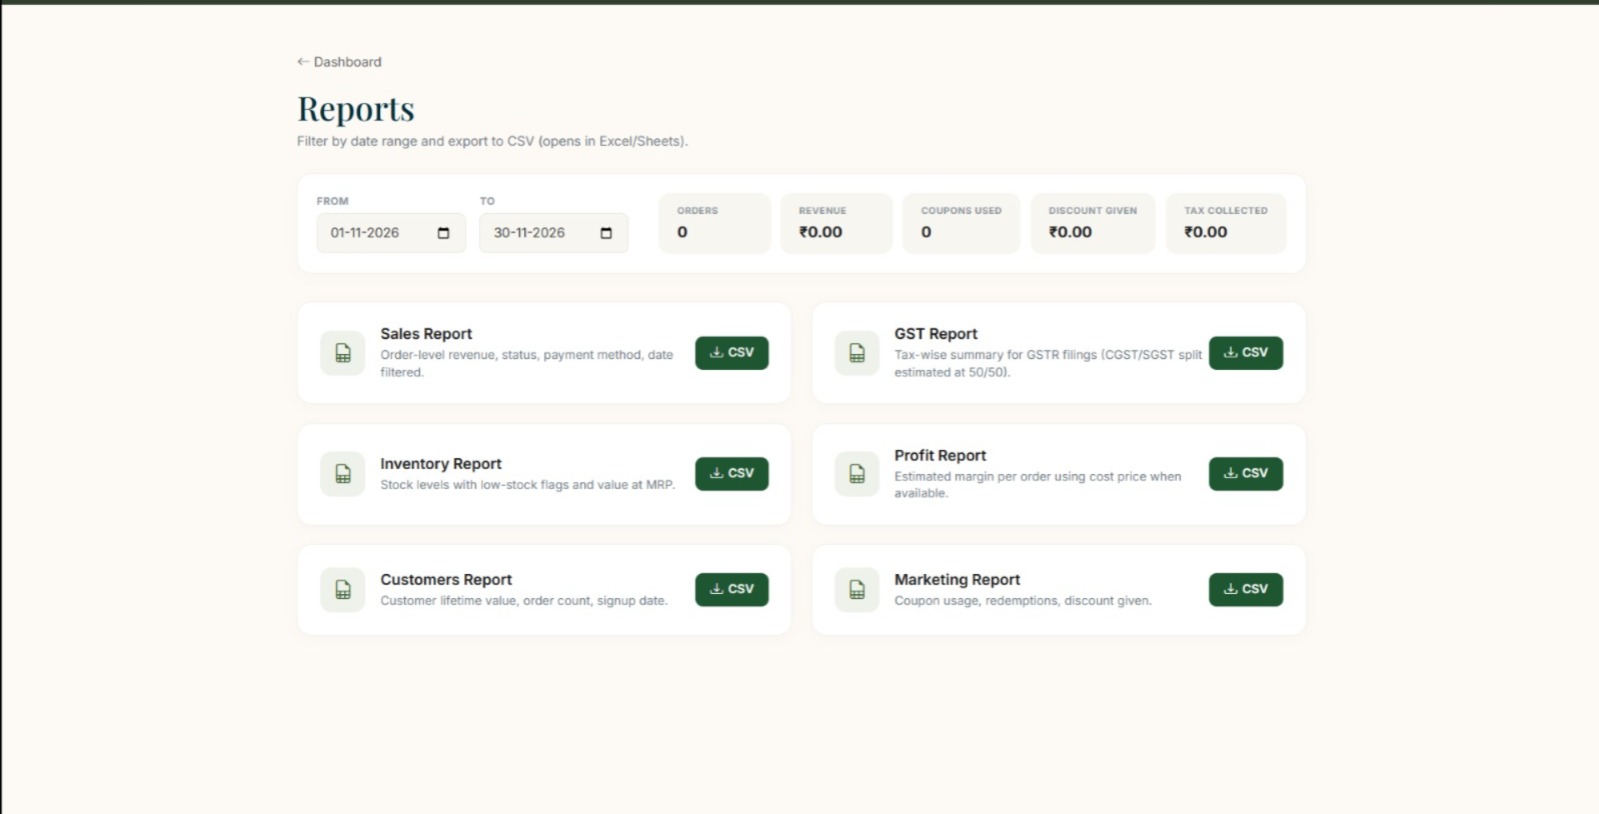 ← Dashboard
Reports
Filter by date range and export to CSV (opens in Excel/Sheets).
FROM
01-11-2026
TO
30-11-2026
ORDERS
0
REVENUE
₹0.00
COUPONS USED
0
DISCOUNT GIVEN
₹0.00
TAX COLLECTED
₹0.00
Sales Report
Order-level revenue, status, payment method, date
filtered.
CSV
GST Report
Tax-wise summary for GSTR filings (CGST/SGST split
estimated at 50/50).
CSV
Inventory Report
Stock levels with low-stock flags and value at MRP.
CSV
Profit Report
Estimated margin per order using cost price when
available.
CSV
Customers Report
Customer lifetime value, order count, signup date.
CSV
Marketing Report
Coupon usage, redemptions, discount given.
CSV